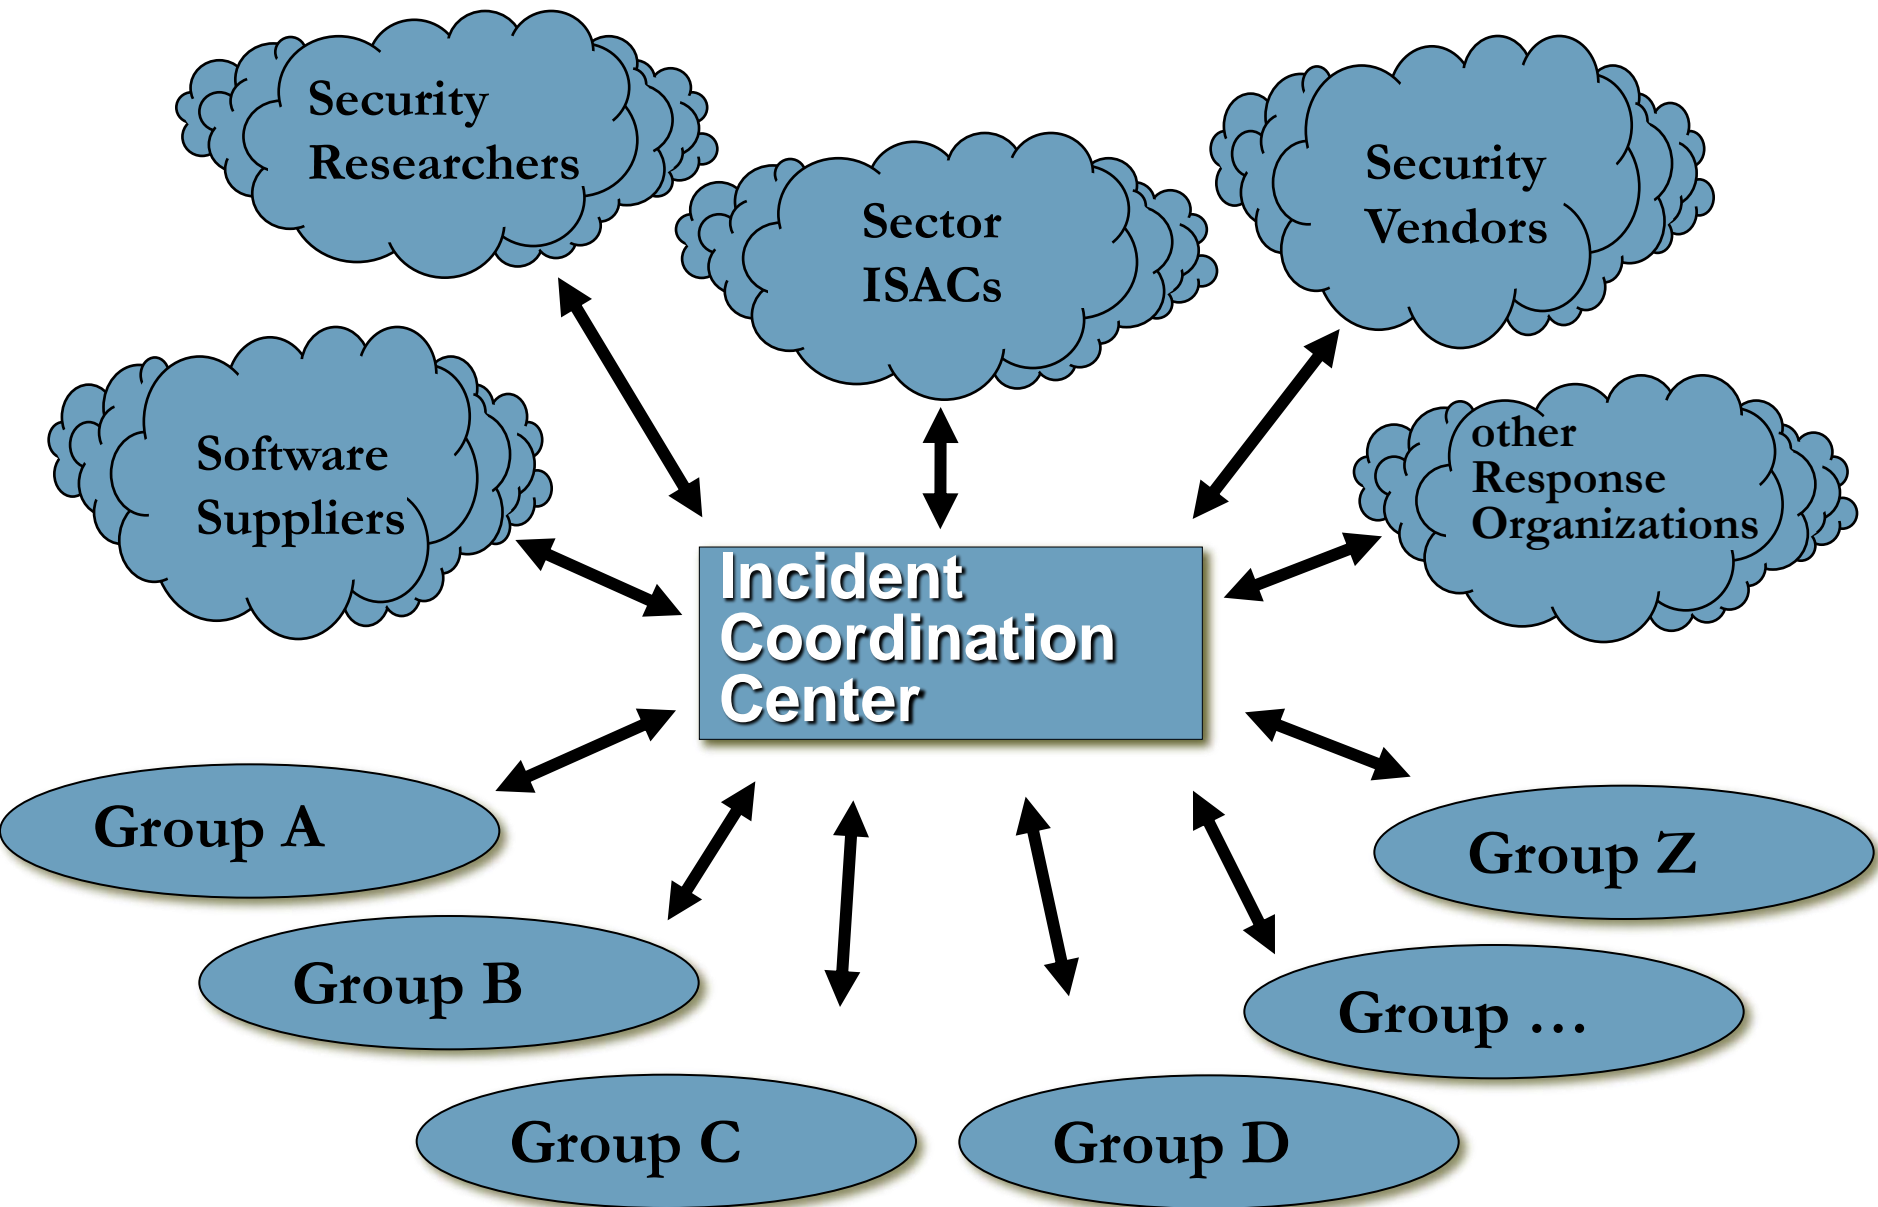 Security
Researchers
Sector
ISACs
Security
Vendors
Software
Suppliers
other
Response
Organizations
Incident
Coordination
Center
Group A
Group Z
Group B
Group …
Group C
Group D